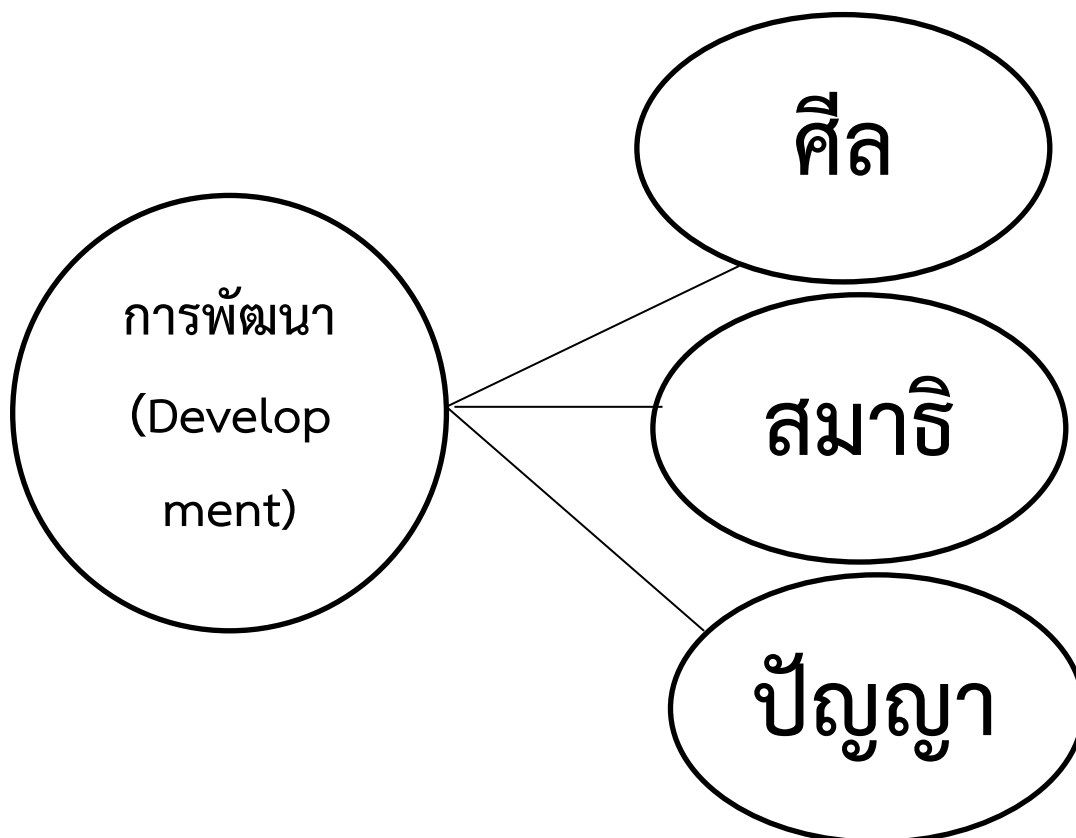 การพัฒนา
(Develop
ment)
ศีล
สมาธิ
ปัญญา